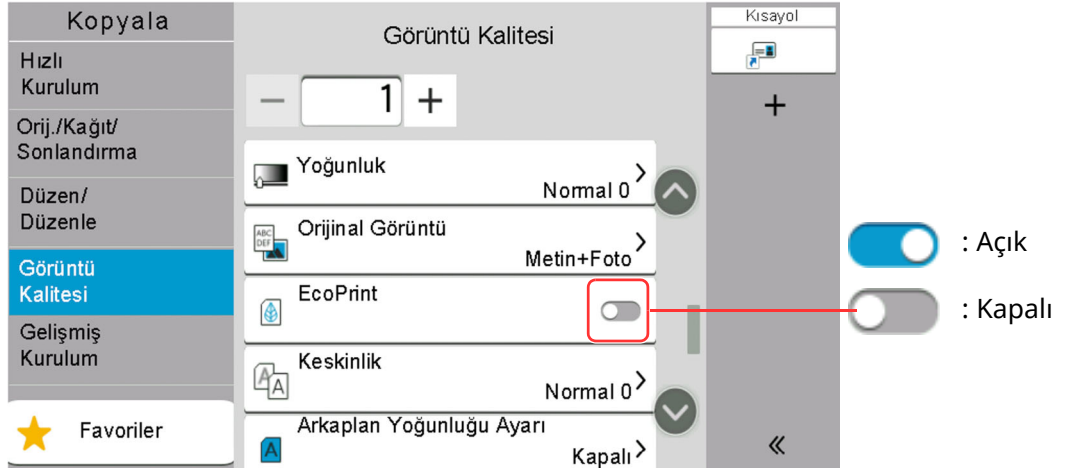 Kopyala
Hızlı
Kurulum
Orij./Kağıt/
Sonlandırma
Düzen/
Düzenle
Görüntü
Kalitesi
Gelişmiş
Kurulum
Favoriler
Görüntü Kalitesi
1
Yoğunluk
Normal 0
ABC
DEF
Orijinal Görüntü
Metin+Foto
EcoPrint
A
A
Keskinlik
Normal 0
A
Arkaplan Yoğunluğu Ayarı
Kapalı
Kısayol
: Açık
: Kapalı